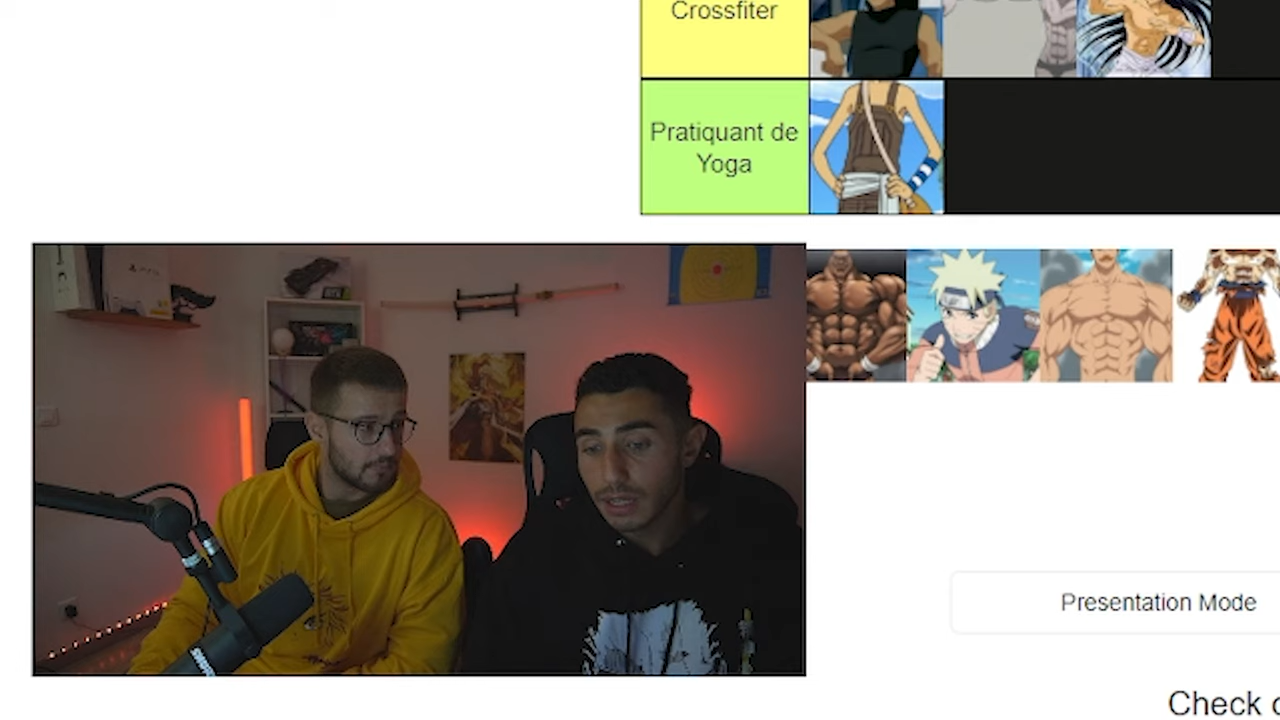 Crossfiter
Pratiquant de
Yoga
Presentation Mode
Check